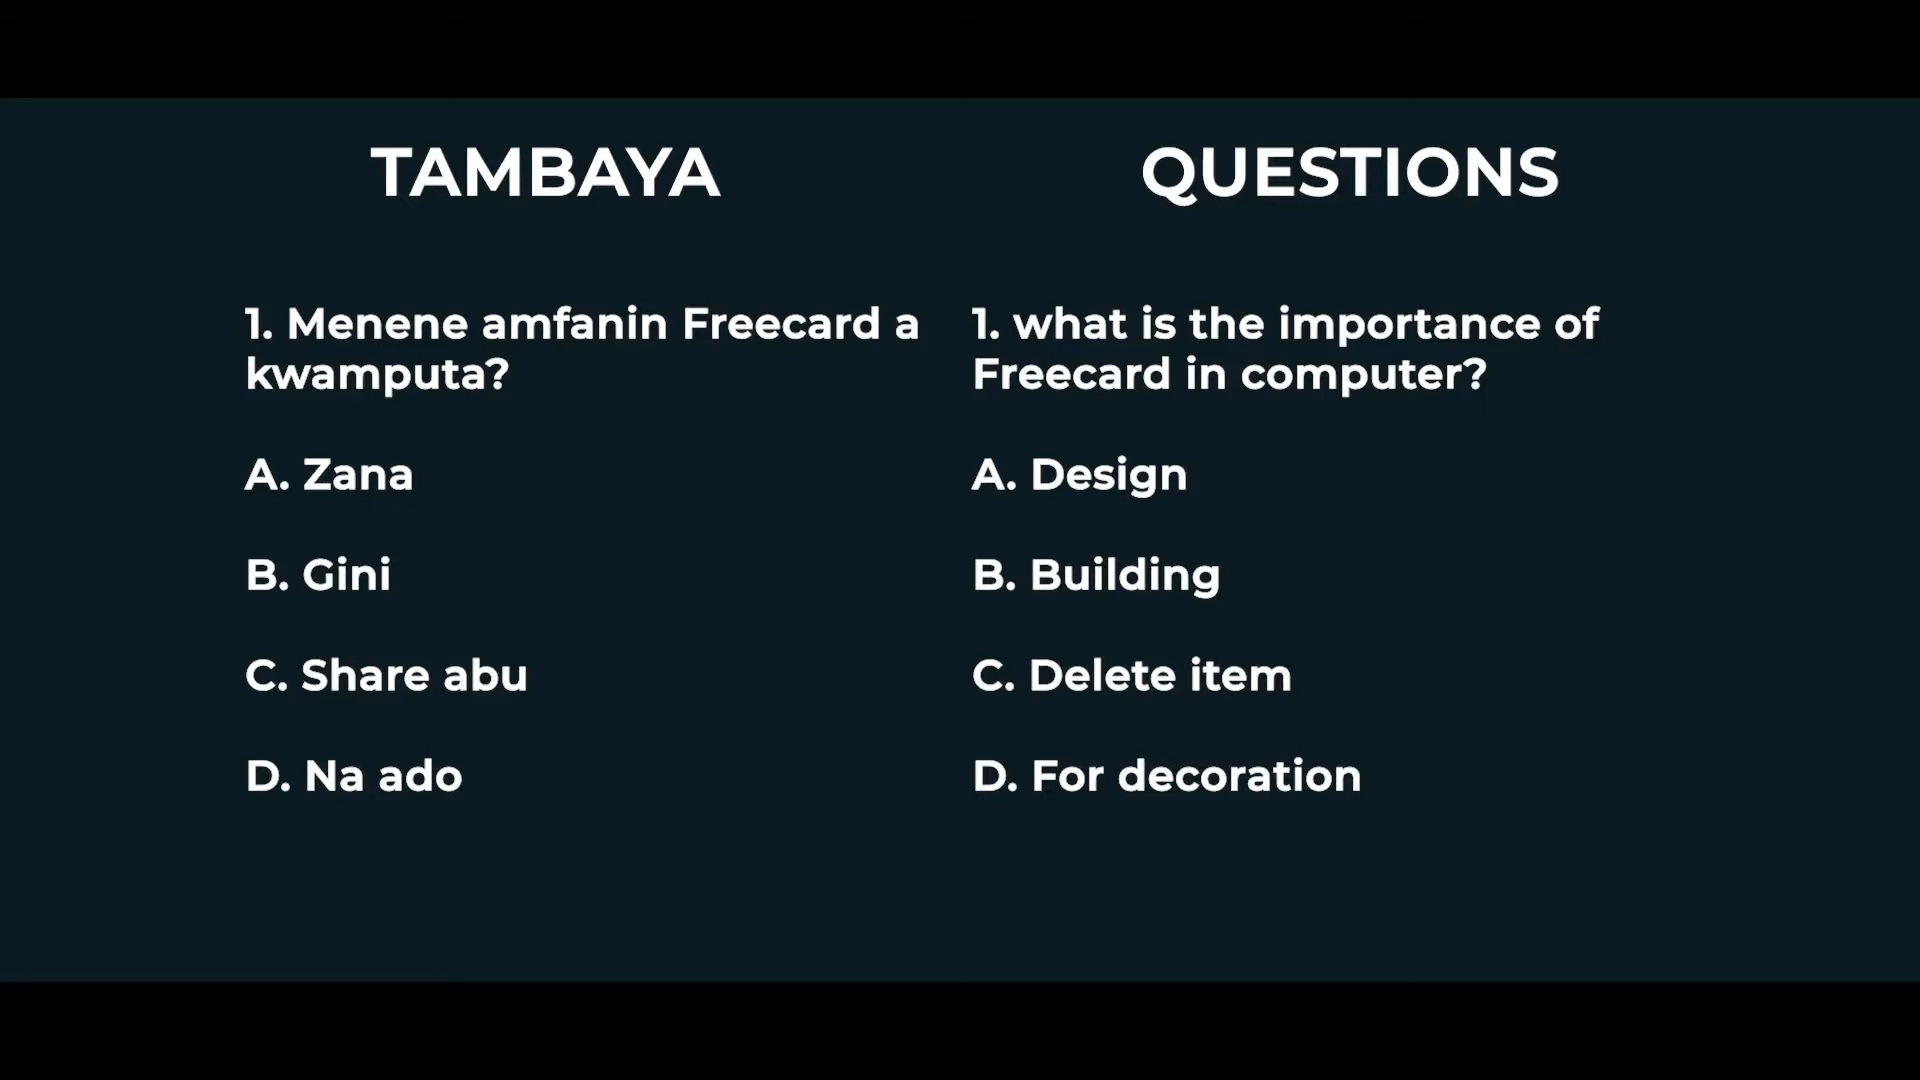 TAMBAYA
1. Menene amfanin Freecard a
kwamputa?
A. Zana
B. Gini
C. Share abu
D. Na ado
QUESTIONS
1. what is the importance of
Freecard in computer?
A. Design
B. Building
C. Delete item
D. For decoration